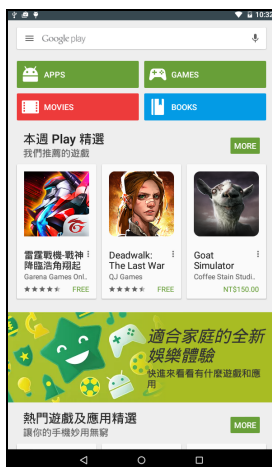 10:32
Google play
APPS
GAMES
MOVIES
BOOKS
本週 Play 精選
我們推薦的遊戲
MORE
雷霆戰機-戰神
降臨浩角翔起
Garena Games Onl..
FREE
Deadwalk:
The Last War
QJ Games
FREE
Goat
Simulator
Coffee Stain Studi..
NT$150.00
適合家庭的全新
娛樂體驗
快進來看看有什麼遊戲和應
用
熱門遊戲及應用精選
讓你的手機妙用無窮
MORE